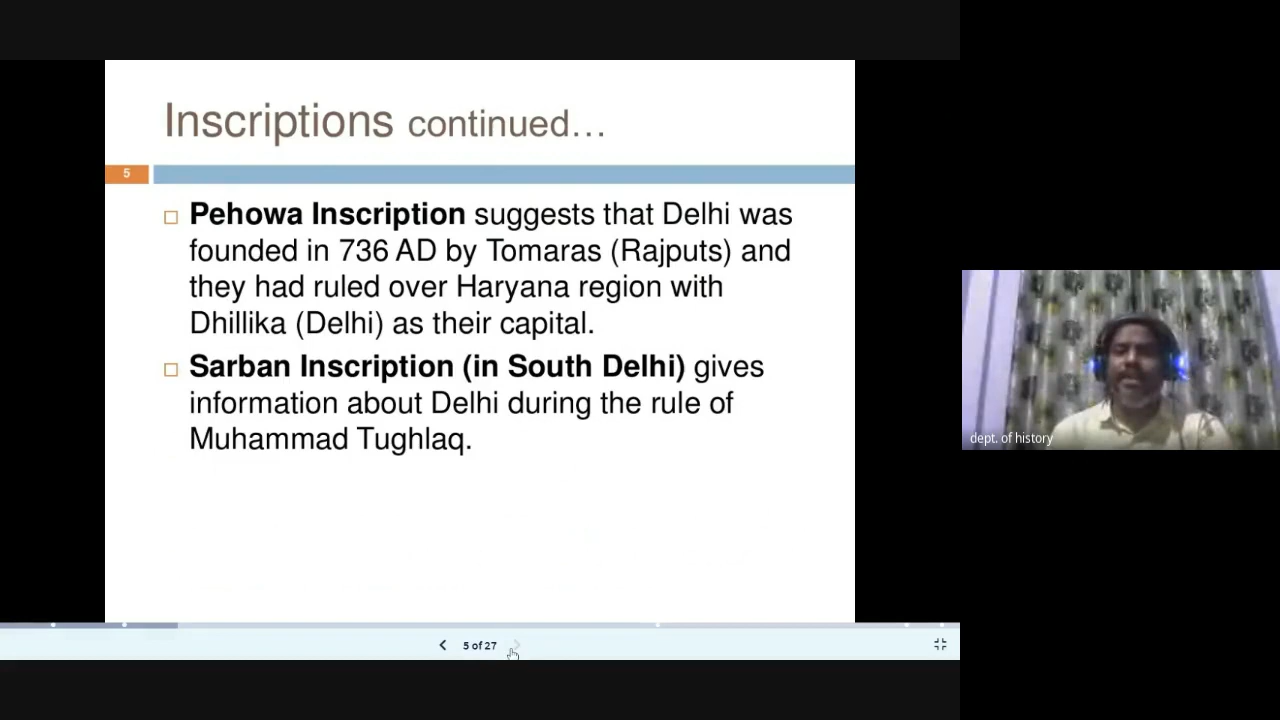 Inscriptions continued…
5
Pehowa Inscription suggests that Delhi was
founded in 736 AD by Tomaras (Rajputs) and
they had ruled over Haryana region with
Dhillika (Delhi) as their capital.
Sarban Inscription (in South Delhi) gives
information about Delhi during the rule of
Muhammad Tughlaq.
5 of 27
dept. of history